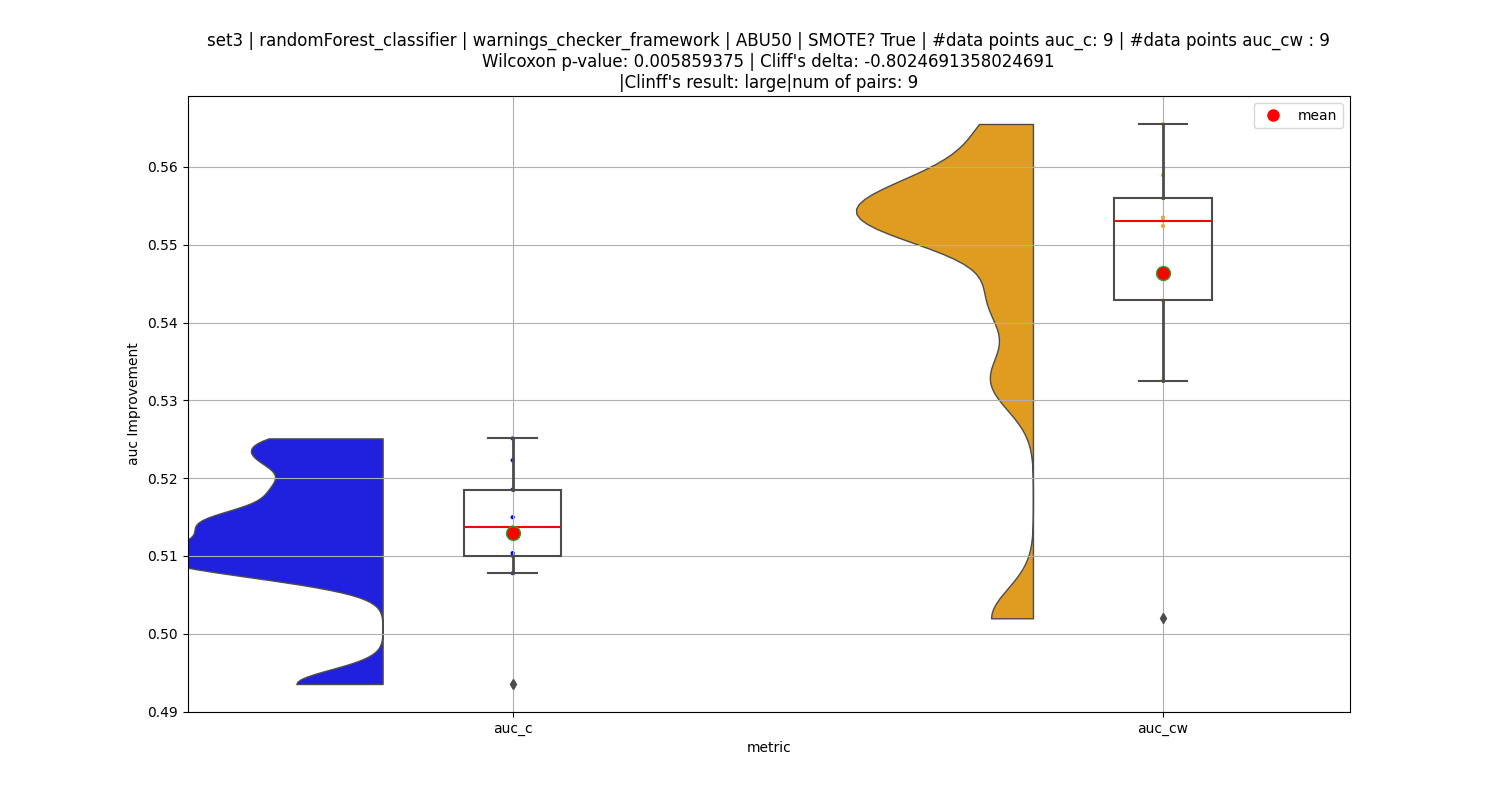 set3 | randomForest_classifier | warnings_checker_framework | ABU50 | SMOTE? True | #data points auc_c: 9 | #data points auc_cw : 9
Wilcoxon p-value: 0.005859375 | Cliff's delta: -0.8024691358024691
|Clinff's result: large|num of pairs: 9
mean
0.56
0.55
0.54
0.53
0.52
0.51
0.50
0.49
auc Improvement
auc_c
auc_cw
metric